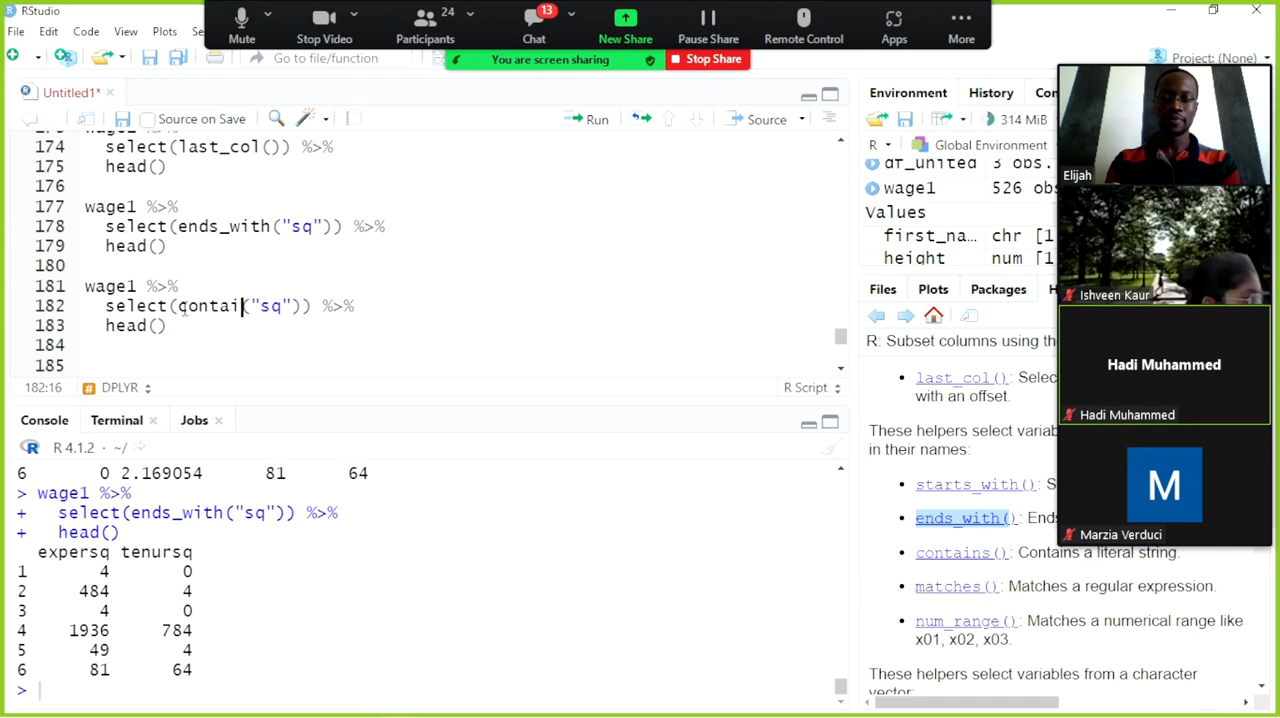 RStudio
File Edit Code View Plots
Mute
Stop Video
24
Participants
13
Chat
New Share
Pause Share
Remote Control
Apps
More
You are screen sharing
Stop Share
Go to file/function
Project: (None)
Untitled1*
Source on Save
Run
Source
174 select(last_col()) %>%
175 head()
176
177 wage1 %>%
178 select(ends_with("sq")) %>%
179 head()
180
181 wage1 %>%
182 select(contai("sq")) %>%
183 head()
184
185
182:16 DPLYR R Script
Console Terminal Jobs
R 4.1.2 · ~/
6 0 2.169054 81 64
> wage1 %>%
+ select(ends_with("sq")) %>%
+ head()
expersq tenursq
1 4 0
2 484 4
3 4 0
4 1936 784
5 49 4
6 81 64
>
Environment History
314 MiB
R Global Environment
df_united 3 obs.
wage1 526 obs
Values
first_na… chr [1
height num [1
Files Plots Packages
R: Subset columns using
last_col():
with an offset.
These helpers select
in their names:
starts_with():
ends_with():
contains(): Contains a literal string.
matches(): Matches a regular expression.
num_range(): Matches a numerical range like
x01, x02, x03.
These helpers select variables from a character
vector:
Elijah
Ishveen Kaur
Hadi Muhammed
Hadi Muhammed
M
Marzia Verduci